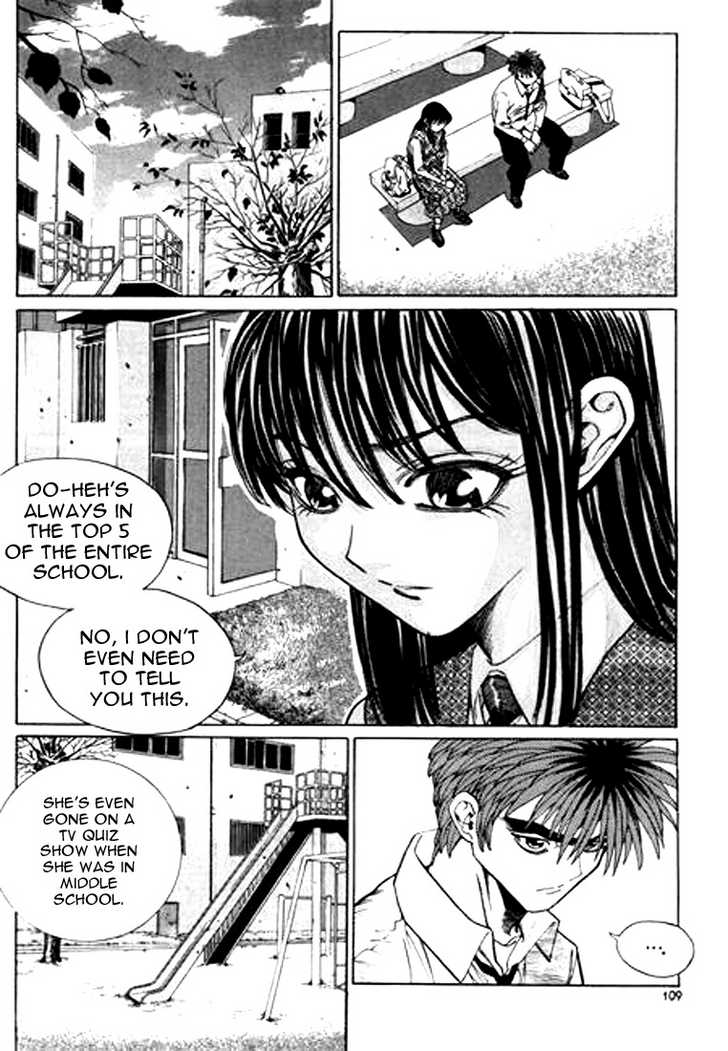 DO-HEH'S
ALWAYS IN
THE TOP 5
OF THE ENTIRE
SCHOOL.
NO, I DON'T
EVEN NEED
TO TELL
YOU THIS.
SHE'S EVEN
GONE ON A
TV QUIZ
SHOW WHEN
SHE WAS IN
MIDDLE
SCHOOL.
....
109